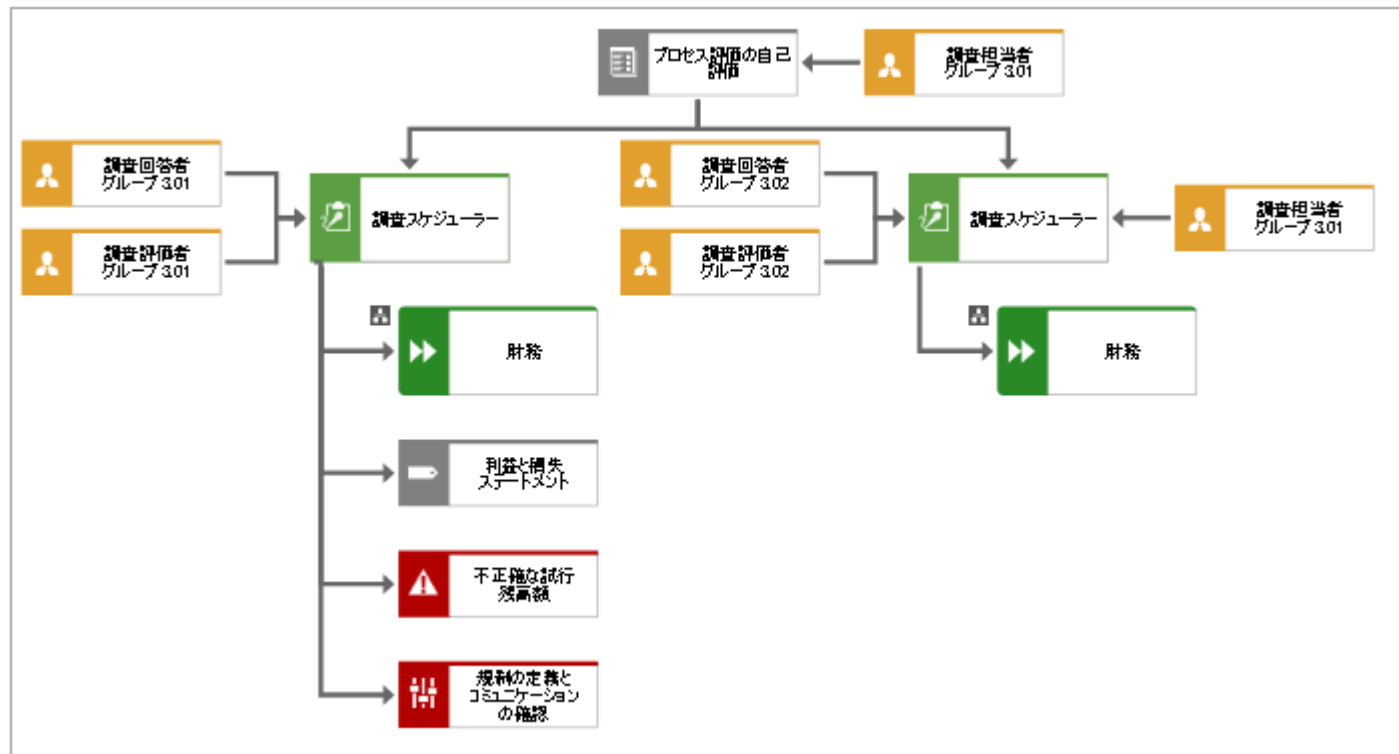 プロセス評価の自己
評価
調査担当者
グループ 3.01
調査回答者
グループ 3.01
調査評価者
グループ 3.01
調査スケジューラー
調査回答者
グループ 3.02
調査評価者
グループ 3.02
調査スケジューラー
調査担当者
グループ 3.01
財務
財務
利益と損失
ステートメント
不正確な試行
残高額
規制の定義と
コミュニケーション
の確認